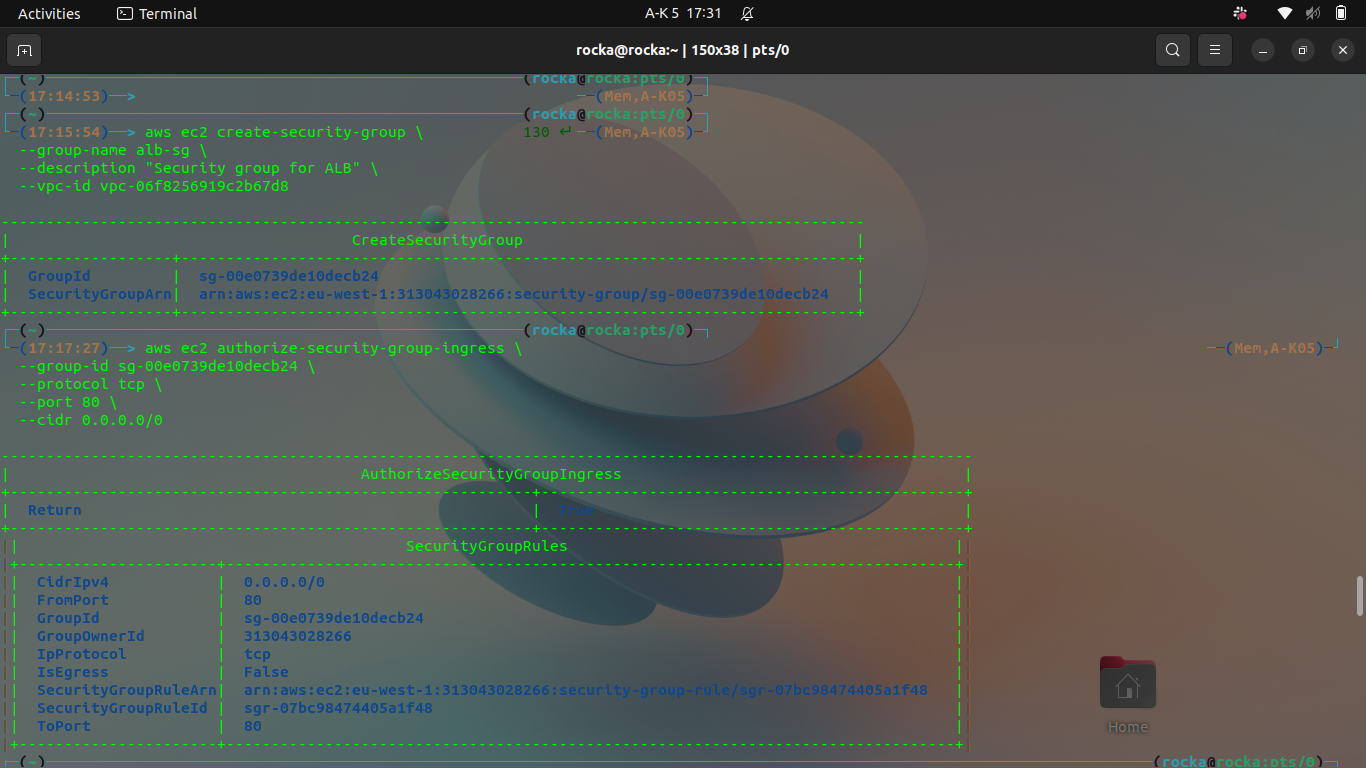 Activities Terminal A-K 5 17:31
rocka@rocka:~ | 150x38 | pts/0
(~) (rocka@rocka:pts/0)
(17:14:53)—> (Mem,A-K05)
(~) (rocka@rocka:pts/0)
(17:15:54)—> aws ec2 create-security-group \ 130 ↵ (Mem,A-K05)
--group-name alb-sg \
--description "Security group for ALB" \
--vpc-id vpc-06f8256919c2b67d8
CreateSecurityGroup
GroupId | sg-00e0739de10decb24
SecurityGroupArn| arn:aws:ec2:eu-west-1:313043028266:security-group/sg-00e0739de10decb24
(~) (rocka@rocka:pts/0)
(17:17:27)—> aws ec2 authorize-security-group-ingress \ (Mem,A-K05)
--group-id sg-00e0739de10decb24 \
--protocol tcp \
--port 80 \
--cidr 0.0.0.0/0
AuthorizeSecurityGroupIngress
Return | True
SecurityGroupRules
CidrIpv4 | 0.0.0.0/0
FromPort | 80
GroupId | sg-00e0739de10decb24
GroupOwnerId | 313043028266
IpProtocol | tcp
IsEgress | False
SecurityGroupRuleArn| arn:aws:ec2:eu-west-1:313043028266:security-group-rule/sgr-07bc98474405a1f48
SecurityGroupRuleId | sgr-07bc98474405a1f48
ToPort | 80
Home
(~) (rocka@rocka:pts/0)